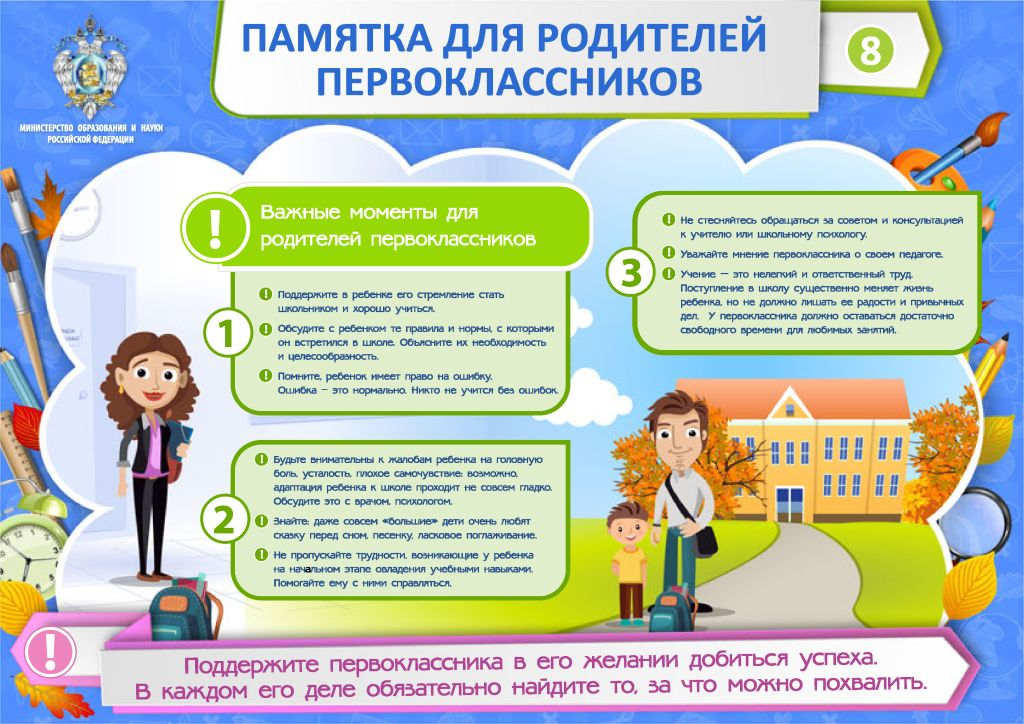 МИНИСТЕРСТВО ОБРАЗОВАНИЯ И НАУКИ
РОССИЙСКОЙ ФЕДЕРАЦИИ
ПАМЯТКА ДЛЯ РОДИТЕЛЕЙ
ПЕРВОКЛАССНИКОВ
8
! Важные моменты для
родителей первоклассников
1
! Поддержите в ребенке его стремление стать
школьником и хорошо учиться.
! Обсудите с ребенком те правила и нормы, с которыми
он встретился в школе. Объясните их необходимость
и целесообразность.
! Помните, ребенок имеет право на ошибку.
Ошибка – это нормально. Никто не учится без ошибок.
2
! Будьте внимательны к жалобам ребенка на головную
боль, усталость, плохое самочувствие: возможно,
адаптация ребенка к школе проходит не совсем гладко.
Обсудите это с врачом, психологом.
! Знайте: даже совсем «большие» дети очень любят
сказку перед сном, песенку, ласковое поглаживание.
! Не пропускайте трудности, возникающие у ребенка
на начальном этапе овладения учебными навыками.
Помогайте ему с ними справляться.
3
! Не стесняйтесь обращаться за советом и консультацией
к учителю или школьному психологу.
! Уважайте мнение первоклассника о своем педагоге.
! Учение – это нелегкий и ответственный труд.
Поступление в школу существенно меняет жизнь
ребенка, но не должно лишать ее радости и привычных
дел. У первоклассника должно оставаться достаточно
свободного времени для любимых занятий.
! Поддержите первоклассника в его желании добиться успеха.
В каждом его деле обязательно найдите то, за что можно похвалить.